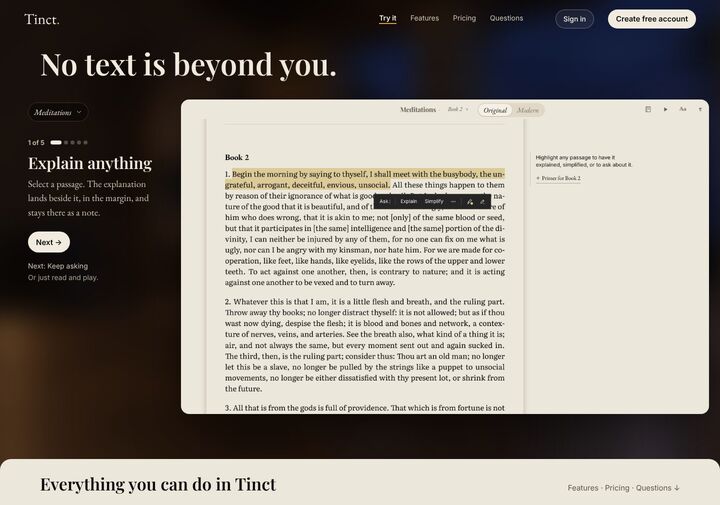 Tinct.
Try it
Features
Pricing
Questions
Sign in
Create free account
No text is beyond you.
Meditations
1 of 5
Explain anything
Select a passage. The explanation
lands beside it, in the margin, and
stays there as a note.
Next →
Next: Keep asking
Or just read and play.
Meditations
Book 2
Original
Modern
Aa
Book 2
1. Begin the morning by saying to thyself, I shall meet with the busybody, the un-
grateful, arrogant, deceitful, envious, unsocial. All these things happen to them
by reason of their ignorance of what is good
ture of the good that it is beautiful, and of t
Ask:
Explain
Simplify
na-
re of
him who does wrong, that it is akin to me; not [only] of the same blood or seed,
but that it participates in [the same] intelligence and [the same] portion of the di-
vinity, I can neither be injured by any of them, for no one can fix on me what is
ugly, nor can I be angry with my kinsman, nor hate him. For we are made for co-
operation, like feet, like hands, like eyelids, like the rows of the upper and lower
teeth. To act against one another, then, is contrary to nature; and it is acting
against one another to be vexed and to turn away.
2. Whatever this is that I am, it is a little flesh and breath, and the ruling part.
Throw away thy books; no longer distract thyself: it is not allowed; but as if thou
wast now dying, despise the flesh; it is blood and bones and network, a contex-
ture of nerves, veins, and arteries. See the breath also, what kind of a thing it is;
air, and not always the same, but every moment sent out and again sucked in.
The third, then, is the ruling part; consider thus: Thou art an old man; no longer
let this be a slave, no longer be pulled by the strings like a puppet to unsocial
movements, no longer be either dissatisfied with thy present lot, or shrink from
the future.
3. All that is from the gods is full of providence. That which is from fortune is not
Highlight any passage to have it
explained, simplified, or to ask about it.
+ Primer for Book 2
Everything you can do in Tinct
Features · Pricing · Questions ↓